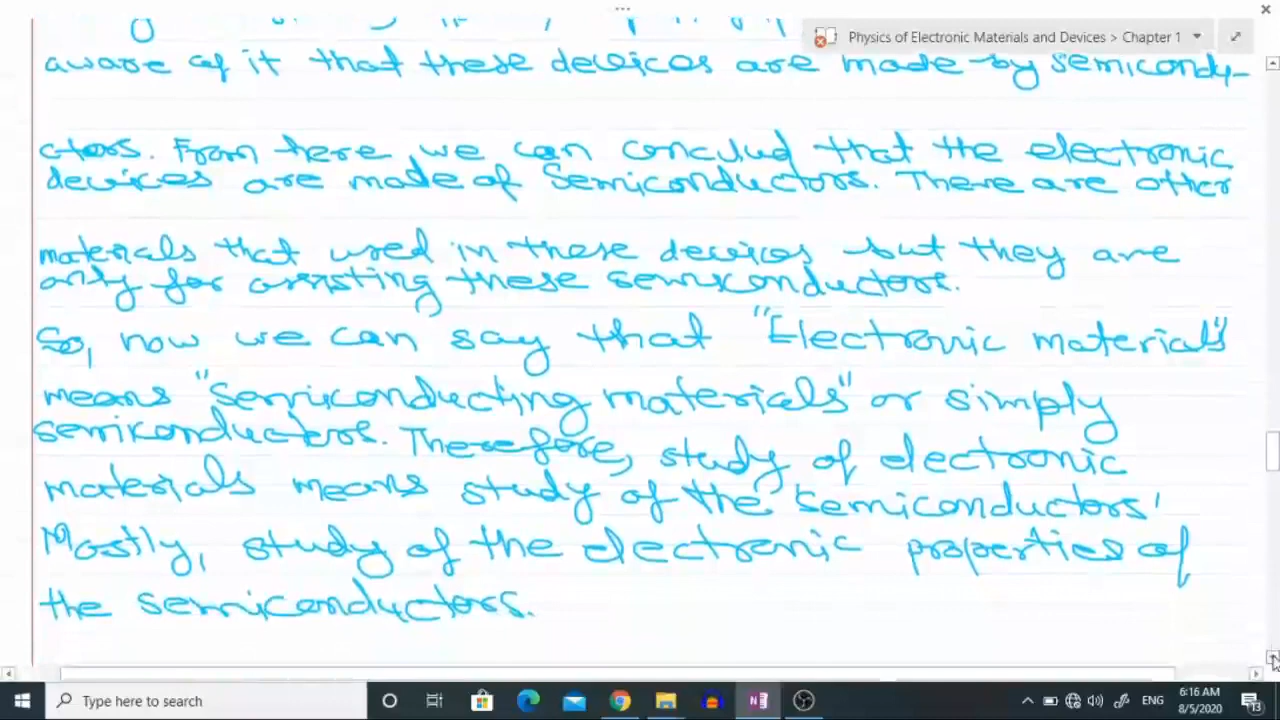 Physics of Electronic Materials and Devices > Chapter 1
aware of it that these devices are made by semicondu-
ctors. From here we can conclud that the electronic
devices are made of Semiconductors. There are other
materials that used in these devices but they are
only for assisting these semiconductors.
So, now we can say that "Electronic materials"
means "Semiconducting materials" or simply
semiconductors. Therefore, study of electronic
materials means study of the 'Semiconductors'
Mostly, study of the electronic properties of
the semiconductors.
Type here to search
ENG
6:16 AM
8/5/2020
13